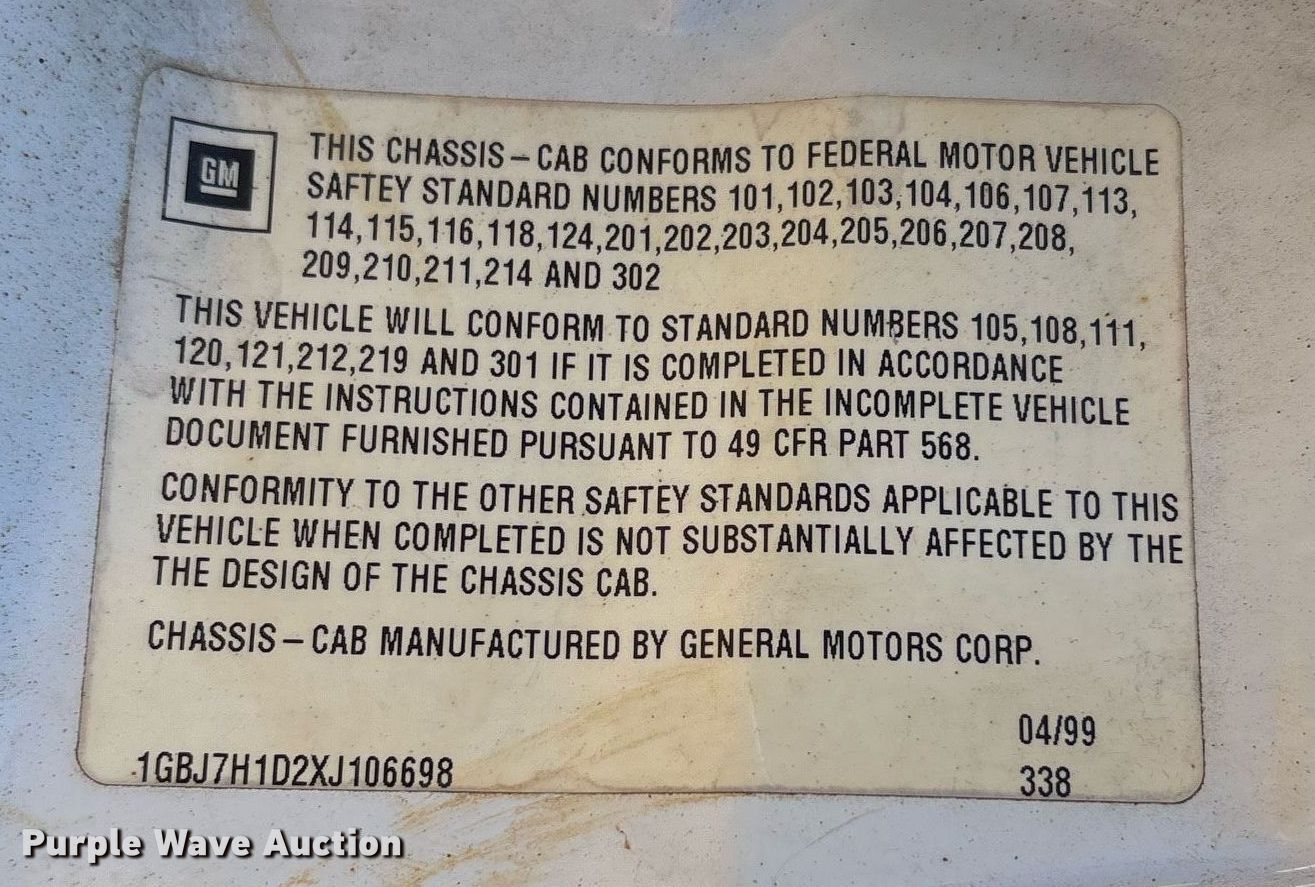 GM
THIS CHASSIS – CAB CONFORMS TO FEDERAL MOTOR VEHICLE
SAFTEY STANDARD NUMBERS 101,102,103,104,106,107,113,
114,115,116,118,124,201,202,203,204,205,206,207,208,
209,210,211,214 AND 302
THIS VEHICLE WILL CONFORM TO STANDARD NUMBERS 105,108,111,
120,121,212,219 AND 301 IF IT IS COMPLETED IN ACCORDANCE
WITH THE INSTRUCTIONS CONTAINED IN THE INCOMPLETE VEHICLE
DOCUMENT FURNISHED PURSUANT TO 49 CFR PART 568.
CONFORMITY TO THE OTHER SAFTEY STANDARDS APPLICABLE TO THIS
VEHICLE WHEN COMPLETED IS NOT SUBSTANTIALLY AFFECTED BY THE
THE DESIGN OF THE CHASSIS CAB.
CHASSIS – CAB MANUFACTURED BY GENERAL MOTORS CORP.
04/99
1GBJ7H1D2XJ106698
338
Purple Wave Auction